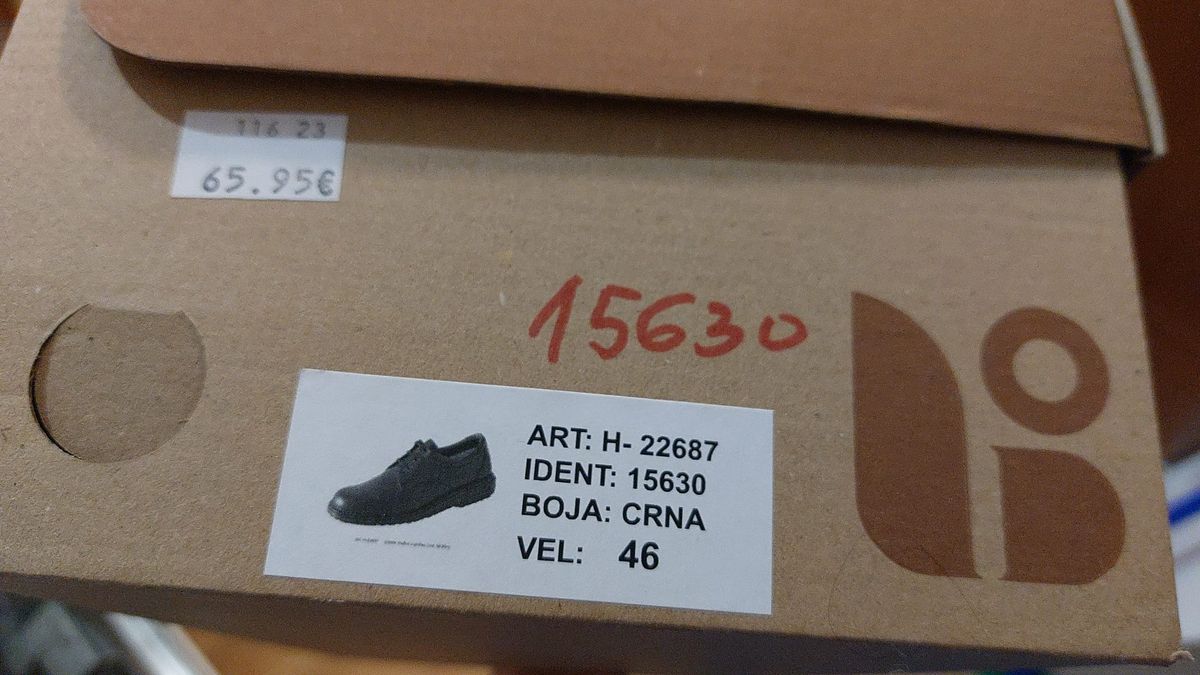 116 23
65.95€
15630
ART: H- 22687
IDENT: 15630
BOJA: CRNA
VEL: 46